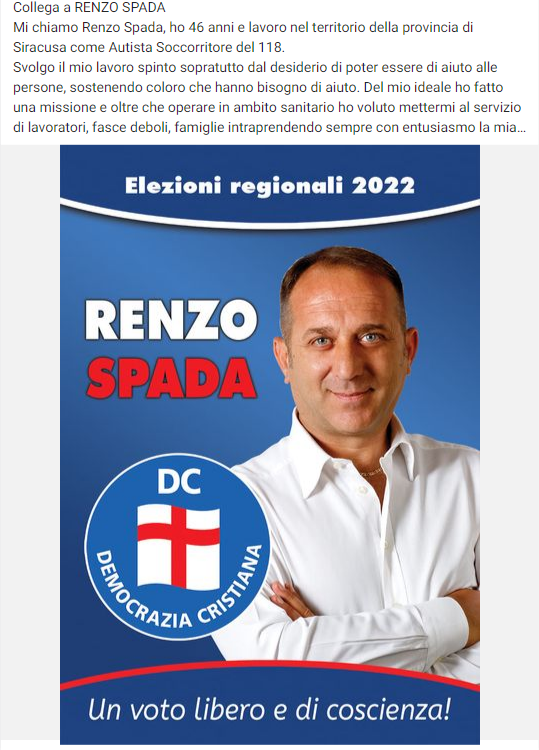 Collega a RENZO SPADA
Mi chiamo Renzo Spada, ho 46 anni e lavoro nel territorio della provincia di
Siracusa come Autista Soccorritore del 118.
Svolgo il mio lavoro spinto sopratutto dal desiderio di poter essere di aiuto alle
persone, sostenendo coloro che hanno bisogno di aiuto. Del mio ideale ho fatto
una missione e oltre che operare in ambito sanitario ho voluto mettermi al servizio
di lavoratori, fasce deboli, famiglie intraprendendo sempre con entusiasmo la mia…
Elezioni regionali 2022
RENZO
SPADA
DC
DEMOCRAZIA CRISTIANA
Un voto libero e di coscienza!